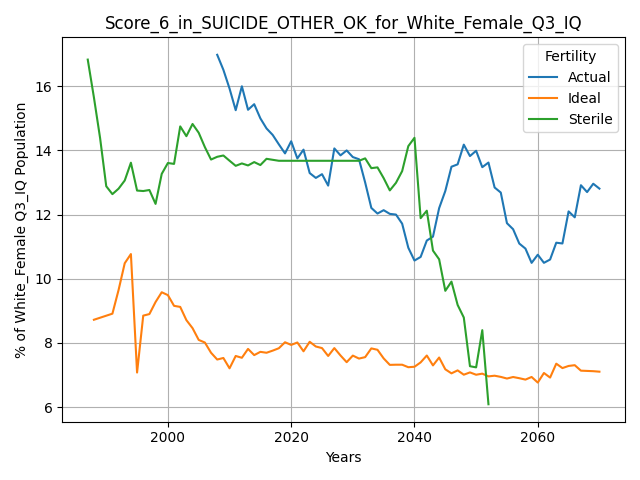 Score_6_in_SUICIDE_OTHER_OK_for_White_Female_Q3_IQ
Fertility
Actual
Ideal
Sterile
% of White_Female Q3_IQ Population
16
14
12
10
8
6
2000
2020
2040
2060
Years